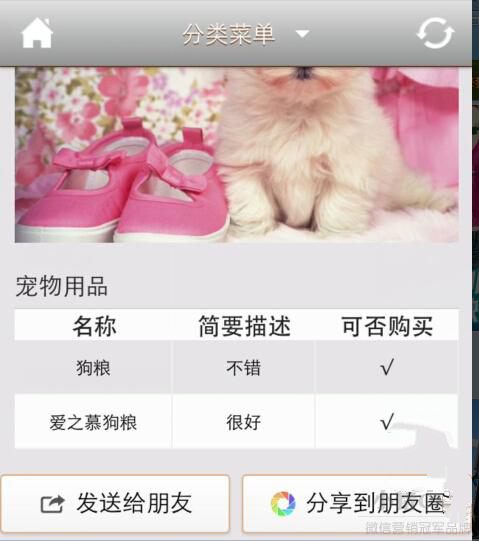 分类菜单
宠物用品
名称 简要描述 可否购买
狗粮 不错 √
爱之慕狗粮 很好 √
发送给朋友 分享到朋友圈
微信营销冠军品牌